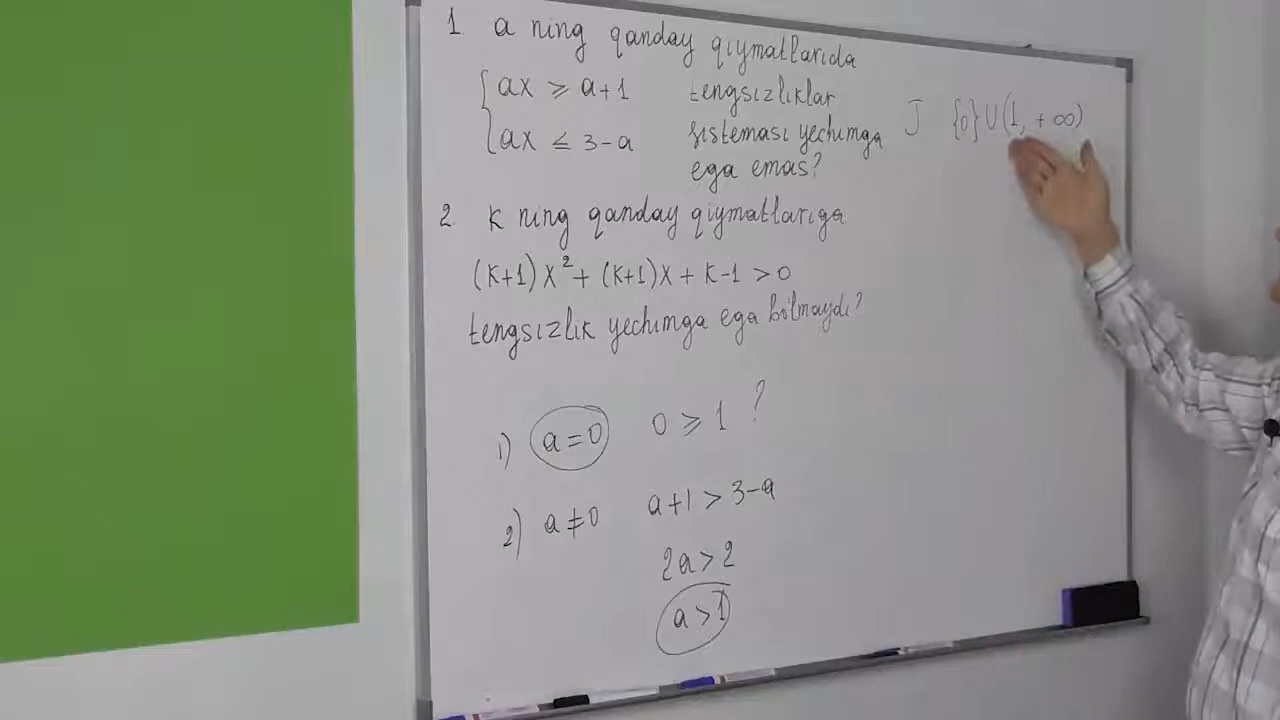 1 a ning qanday qiymatlarida
{ax ⩾ a+1 tengsizliklar
{ax ≤ 3-a sistemasi yechimga
ega emas?
J {0}U(1, +∞)
2. k ning qanday qiymatlariga
(k+1)x² + (k+1)x + k-1 > 0
tengsizlik yechimga ega bo'lmaydi?
1) a=0 0 ⩾ 1 ?
2) a≠0 a+1 > 3-a
2a > 2
a > 1